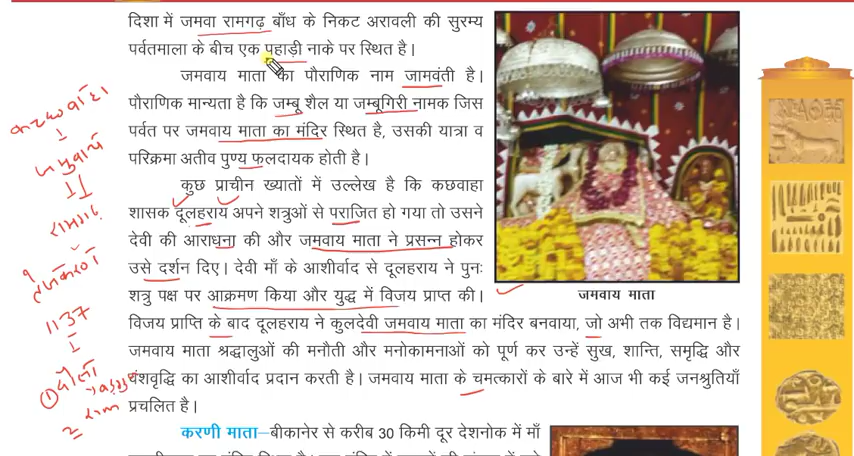 दिशा में जमवा रामगढ़ बाँध के निकट अरावली की सुरम्य
पर्वतमाला के बीच एक पहाड़ी नाके पर स्थित है।
जमवाय माता का पौराणिक नाम जामवंती है।
पौराणिक मान्यता है कि जम्बू शैल या जम्बूगिरी नामक जिस
पर्वत पर जमवाय माता का मंदिर स्थित है, उसकी यात्रा व
परिक्रमा अतीव पुण्य फलदायक होती है।
कुछ प्राचीन ख्यातों में उल्लेख है कि कछवाहा
शासक दूलहराय अपने शत्रुओं से पराजित हो गया तो उसने
देवी की आराधना की और जमवाय माता ने प्रसन्न होकर
उसे दर्शन दिए। देवी माँ के आशीर्वाद से दूलहराय ने पुनः
शत्रु पक्ष पर आक्रमण किया और युद्ध में विजय प्राप्त की।
जमवाय माता
विजय प्राप्ति के बाद दूलहराय ने कुलदेवी जमवाय माता का मंदिर बनवाया, जो अभी तक विद्यमान है।
जमवाय माता श्रद्धालुओं की मनौती और मनोकामनाओं को पूर्ण कर उन्हें सुख, शान्ति, समृद्धि और
वंशवृद्धि का आशीर्वाद प्रदान करती है। जमवाय माता के चमत्कारों के बारे में आज भी कई जनश्रुतियाँ
प्रचलित है।
करणी माता–बीकानेर से करीब 30 किमी दूर देशनोक में माँ
रामगढ़
1137
1
2